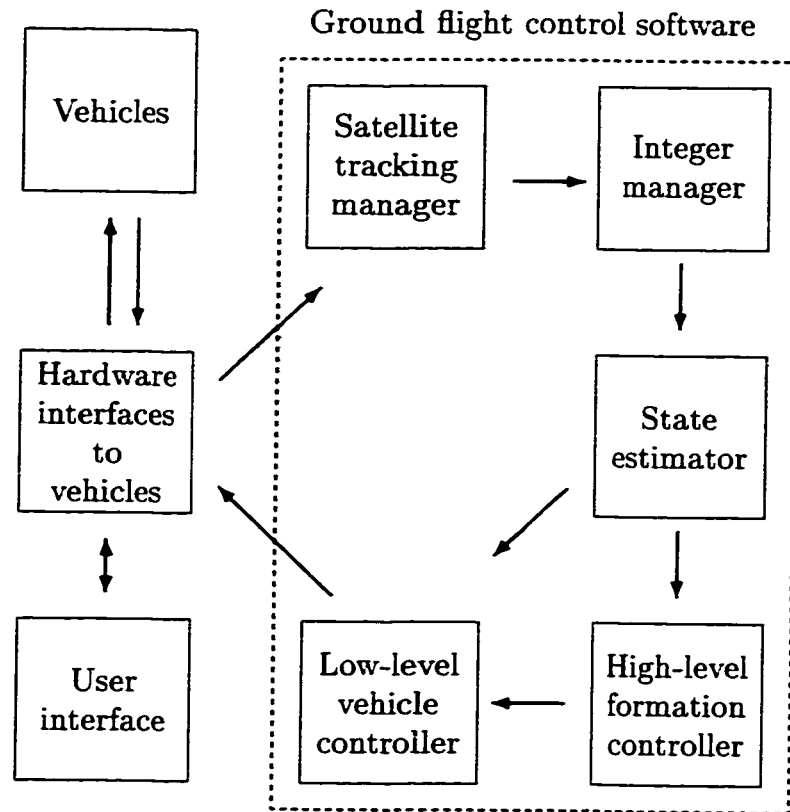 Ground flight control software
Vehicles
Satellite
tracking
manager
Integer
manager
Hardware
interfaces
to
vehicles
State
estimator
User
interface
Low-level
vehicle
controller
High-level
formation
controller